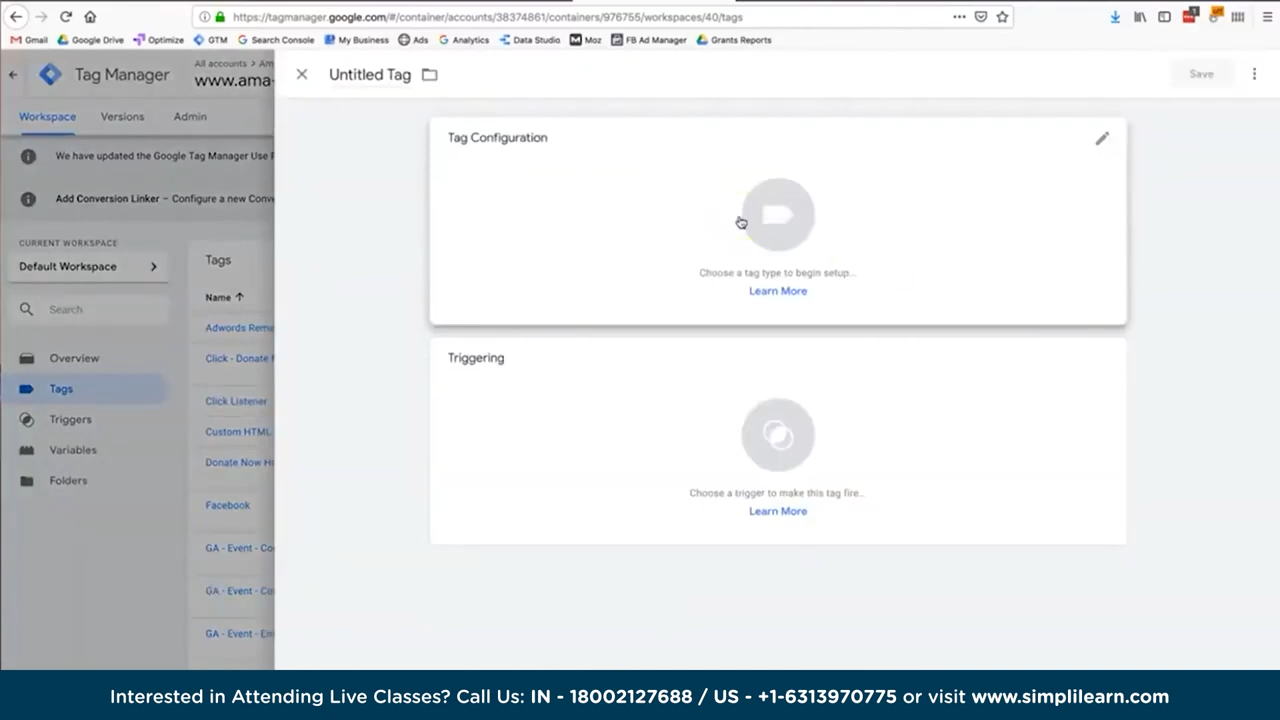 https://tagmanager.google.com/#/container/accounts/38374861/containers/976755/workspaces/40/tags
Gmail Google Drive Optimize GTM Search Console My Business Ads Analytics Data Studio Moz FB Ad Manager Grants Reports
Tag Manager
All accounts > Ama
www.ama-
Untitled Tag
Save
Workspace Versions Admin
We have updated the Google Tag Manager Use P
Add Conversion Linker – Configure a new Conv
CURRENT WORKSPACE
Default Workspace
Search
Overview
Tags
Triggers
Variables
Folders
Tags
Name
Adwords Rema
Click - Donate
Click Listener
Custom HTML
Donate Now H
Facebook
GA - Event - Co
GA - Event - Co
GA - Event - Em
Tag Configuration
Choose a tag type to begin setup...
Learn More
Triggering
Choose a trigger to make this tag fire...
Learn More
Interested in Attending Live Classes? Call Us: IN - 18002127688 / US - +1-6313970775 or visit www.simplilearn.com